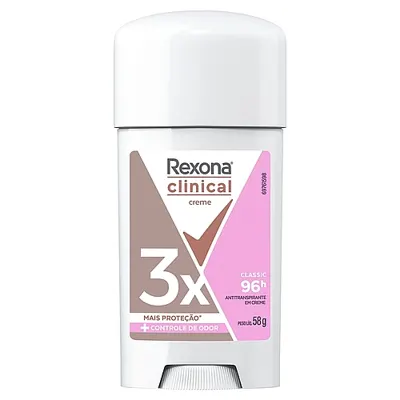 Rexona
clinical
creme
3x
MAIS PROTEÇÃO*
+ CONTROLE DE ODOR
CLASSIC
96h
ANTITRANSPIRANTE
EM CREME
PESO LÍQ. 58g